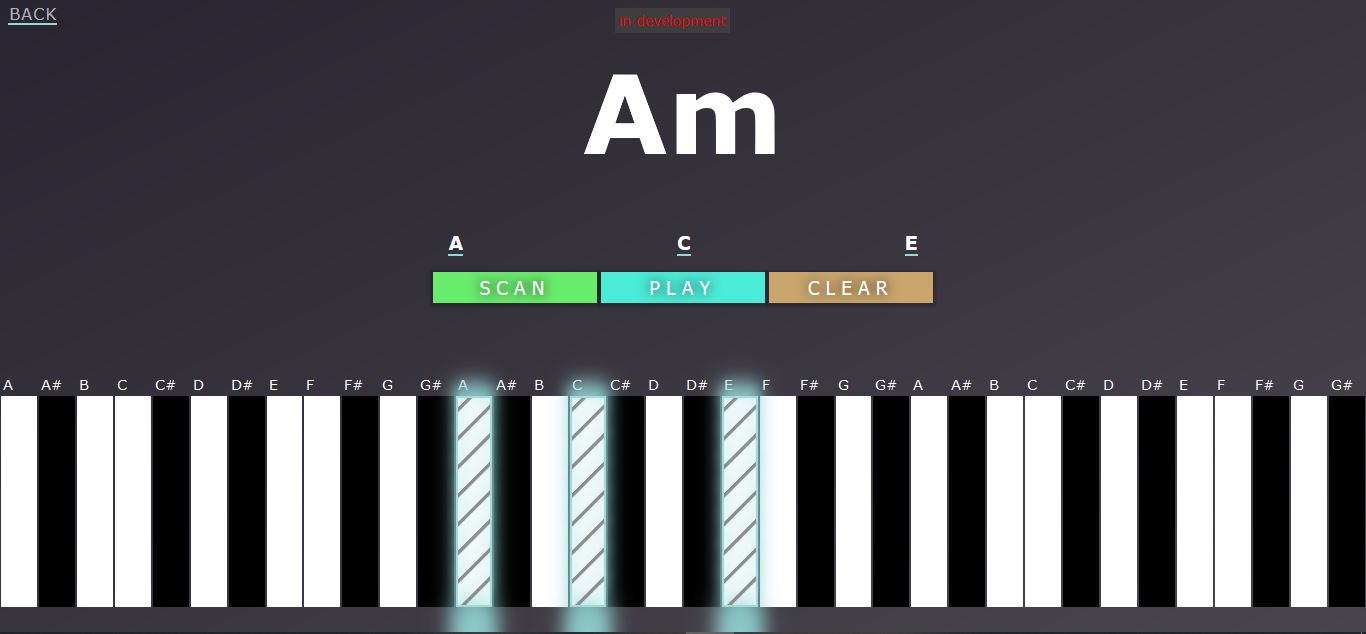 BACK
in development
Am
A C E
SCAN PLAY CLEAR
A A# B C C# D D# E F F# G G# A A# B C C# D D# E F F# G G# A A# B C C# D D# E F F# G G#